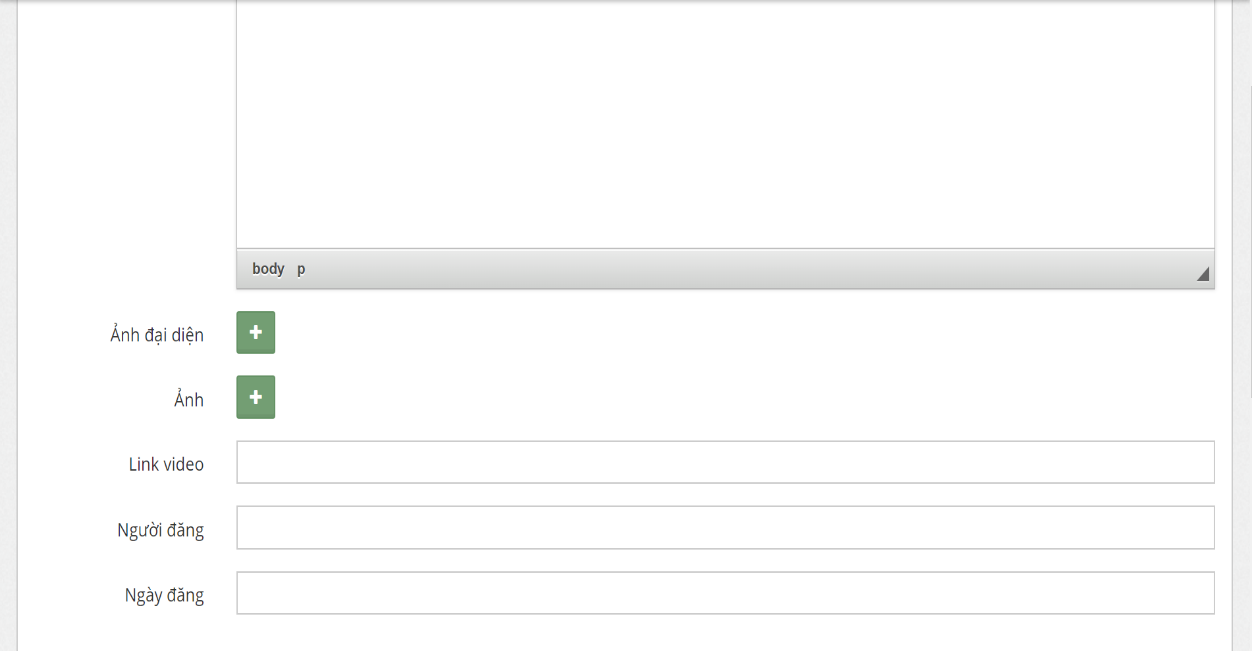 body p
Ảnh đại diện
Ảnh
Link video
Người đăng
Ngày đăng